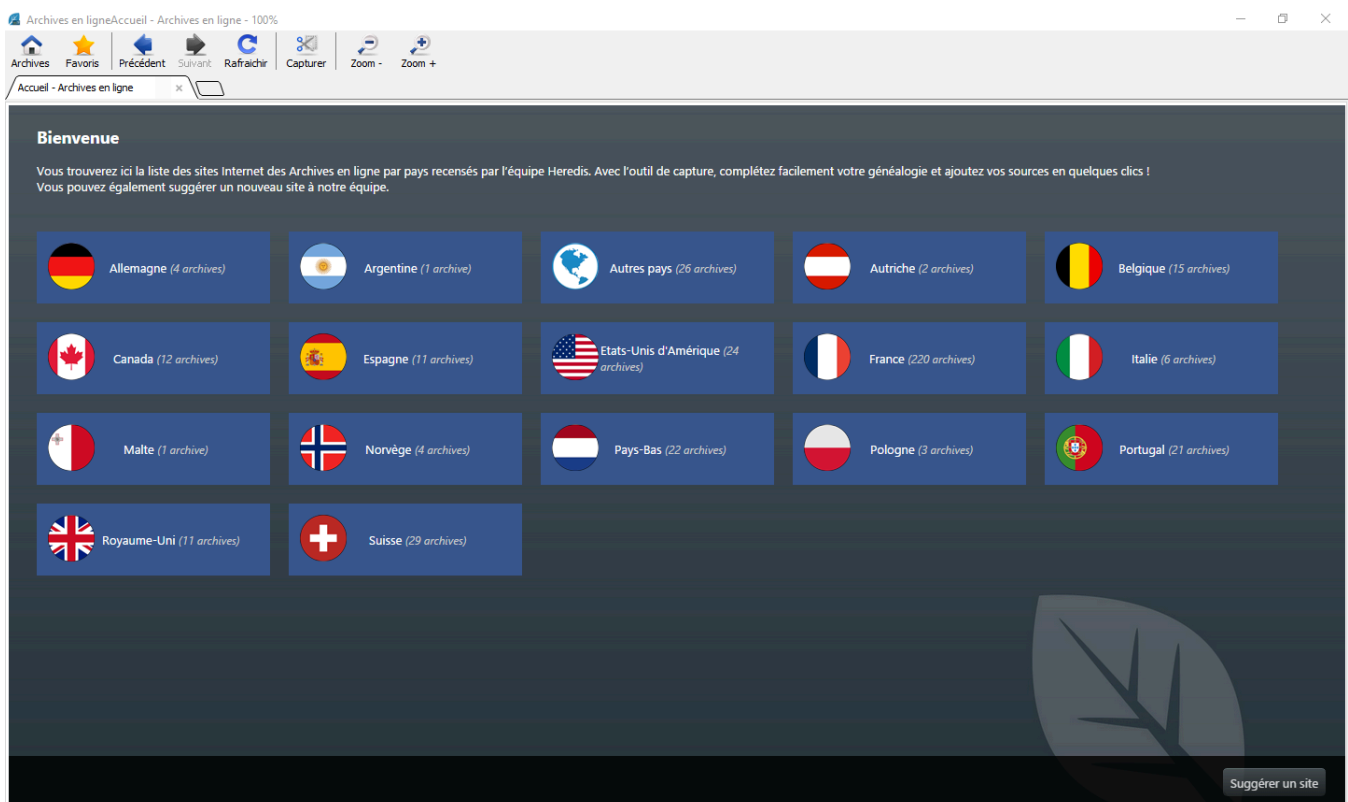 Archives en ligneAccueil - Archives en ligne - 100%
Archives Favoris Précédent Suivant Rafraichir Capturer Zoom - Zoom +
Accueil - Archives en ligne
Bienvenue
Vous trouverez ici la liste des sites Internet des Archives en ligne par pays recensés par l'équipe Heredis. Avec l'outil de capture, complétez facilement votre généalogie et ajoutez vos sources en quelques clics !
Vous pouvez également suggérer un nouveau site à notre équipe.
Allemagne (4 archives)
Argentine (1 archive)
Autres pays (26 archives)
Autriche (2 archives)
Belgique (15 archives)
Canada (12 archives)
Espagne (11 archives)
Etats-Unis d'Amérique (24
archives)
France (220 archives)
Italie (6 archives)
Malte (1 archive)
Norvège (4 archives)
Pays-Bas (22 archives)
Pologne (3 archives)
Portugal (21 archives)
Royaume-Uni (11 archives)
Suisse (29 archives)
Suggérer un site